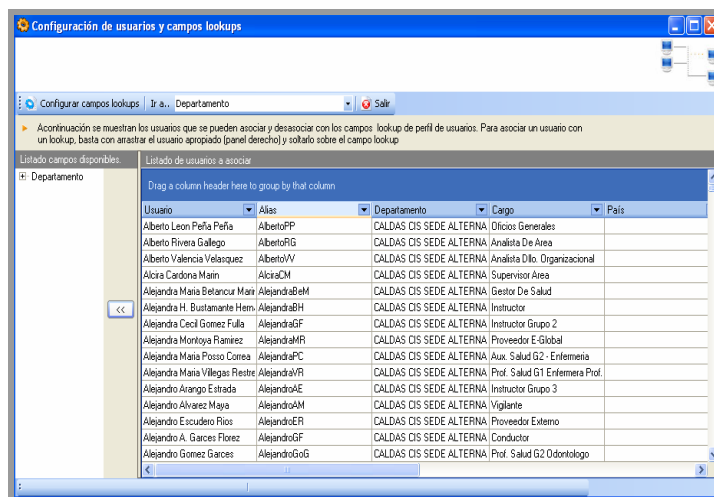 Configuración de usuarios y campos lookups
Configurar campos lookups Ir a.. Departamento Salir
Acontinuación se muestran los usuarios que se pueden asociar y desasociar con los campos lookup de perfil de usuarios. Para asociar un usuario con
un lookup, basta con arrastrar el usuario apropiado (panel derecho) y soltarlo sobre el campo lookup
Listado campos disponibles. Listado de usuarios a asociar
Departamento
Drag a column header here to group by that column
Usuario Alias Departamento Cargo País
Alberto Leon Peña Peña AlbertoPP CALDAS CIS SEDE ALTERNA Oficios Generales
Alberto Rivera Gallego AlbertoRG CALDAS CIS SEDE ALTERNA Analista De Area
Alberto Valencia Velasquez AlbertoVV CALDAS CIS SEDE ALTERNA Analista Dllo. Organizacional
Alcira Cardona Marin AlciraCM CALDAS CIS SEDE ALTERNA Supervisor Area
Alejandra Maria Betancur Marin AlejandraBeM CALDAS CIS SEDE ALTERNA Gestor De Salud
<< Alejandra H. Bustamante Hern AlejandraBH CALDAS CIS SEDE ALTERNA Instructor
Alejandra Cecil Gomez Fulla AlejandraGF CALDAS CIS SEDE ALTERNA Instructor Grupo 2
Alejandra Montoya Ramirez AlejandraMR CALDAS CIS SEDE ALTERNA Proveedor E-Global
Alejandra Maria Posso Correa AlejandraPC CALDAS CIS SEDE ALTERNA Aux. Salud G2 - Enfermeria
Alejandra Maria Villegas Restre AlejandraVR CALDAS CIS SEDE ALTERNA Prof. Salud G1 Enfermera Prof.
Alejandro Arango Estrada AlejandroAE CALDAS CIS SEDE ALTERNA Instructor Grupo 3
Alejandro Alvarez Maya AlejandroAM CALDAS CIS SEDE ALTERNA Vigilante
Alejandro Escudero Rios AlejandroER CALDAS CIS SEDE ALTERNA Proveedor Externo
Alejandro A. Garces Florez AlejandroGF CALDAS CIS SEDE ALTERNA Conductor
Alejandro Gomez Garces AlejandroGoG CALDAS CIS SEDE ALTERNA Prof. Salud G2 Odontologo